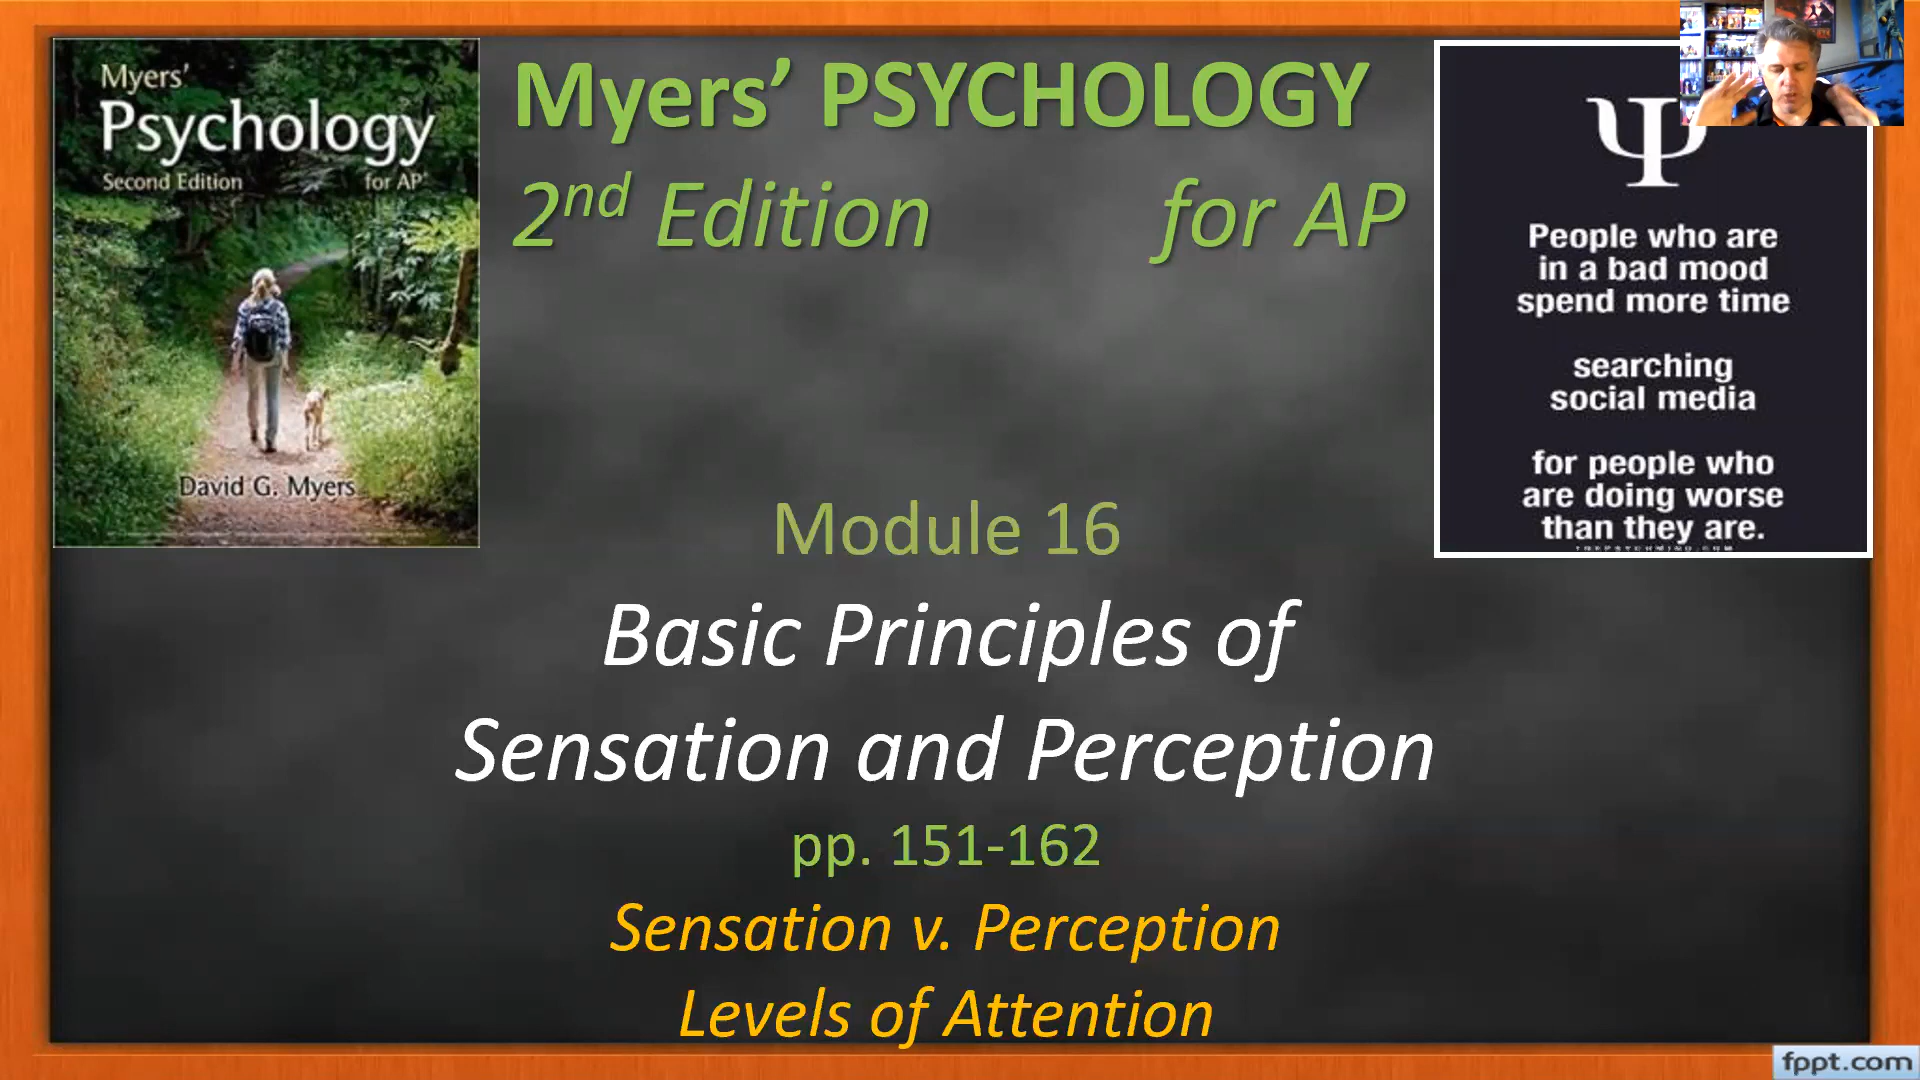 Myers'
Psychology
Second Edition for AP®
David G. Myers
Myers’ PSYCHOLOGY
2nd Edition for AP
Ψ
People who are
in a bad mood
spend more time
searching
social media
for people who
are doing worse
than they are.
Module 16
Basic Principles of
Sensation and Perception
pp. 151-162
Sensation v. Perception
Levels of Attention
fppt.com